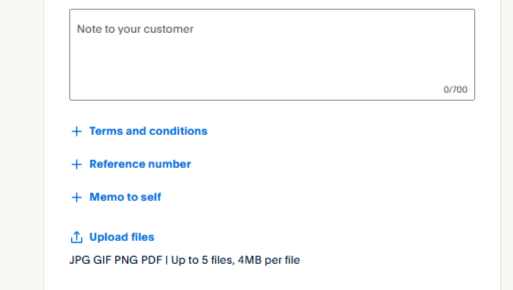 Note to your customer
0/700
Terms and conditions
Reference number
Memo to self
Upload files
JPG GIF PNG PDF | Up to 5 files, 4MB per file